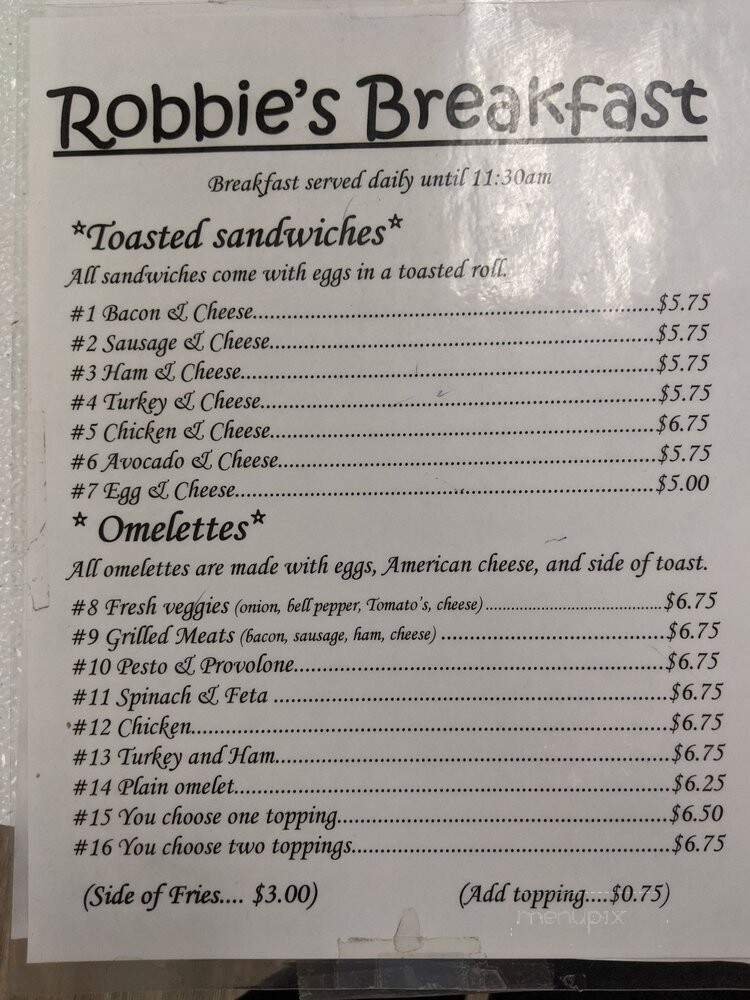 Robbie's Breakfast
Breakfast served daily until 11:30am
*Toasted sandwiches*
All sandwiches come with eggs in a toasted roll.
#1 Bacon & Cheese..........................................................................$5.75
#2 Sausage & Cheese......................................................................$5.75
#3 Ham & Cheese...........................................................................$5.75
#4 Turkey & Cheese........................................................................$5.75
#5 Chicken & Cheese......................................................................$6.75
#6 Avocado & Cheese.....................................................................$5.75
#7 Egg & Cheese............................................................................$5.00
* Omelettes*
All omelettes are made with eggs, American cheese, and side of toast.
#8 Fresh veggies (onion, bell pepper, Tomato's, cheese)..........................................$6.75
#9 Grilled Meats (bacon, sausage, ham, cheese) ........................................$6.75
#10 Pesto & Provolone.................................................................$6.75
#11 Spinach & Feta .....................................................................$6.75
#12 Chicken...................................................................................$6.75
#13 Turkey and Ham.....................................................................$6.75
#14 Plain omelet............................................................................$6.25
#15 You choose one topping..........................................................$6.50
#16 You choose two toppings........................................................$6.75
(Side of Fries.... $3.00) (Add topping....$0.75)
menupix